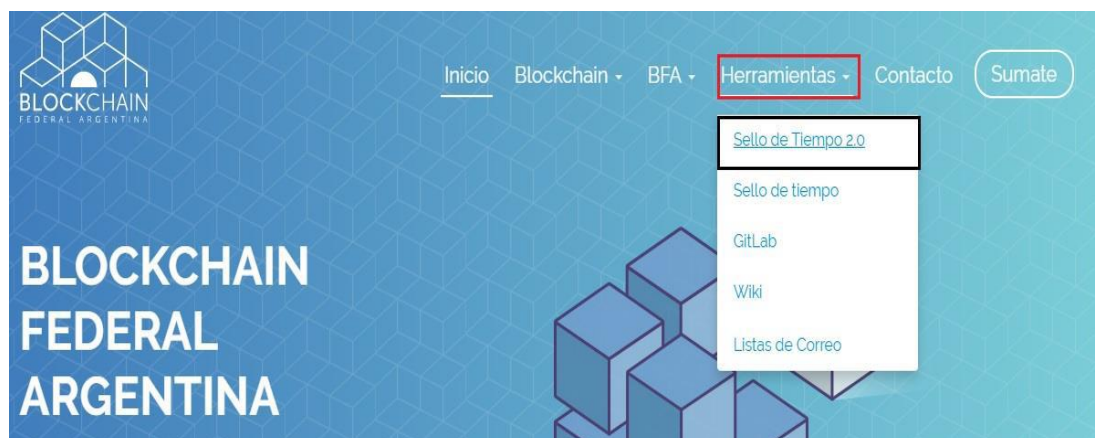 BLOCKCHAIN
FEDERAL ARGENTINA
Inicio Blockchain BFA Herramientas Contacto Sumate
Sello de Tiempo 2.0
Sello de tiempo
GitLab
Wiki
Listas de Correo
BLOCKCHAIN
FEDERAL
ARGENTINA